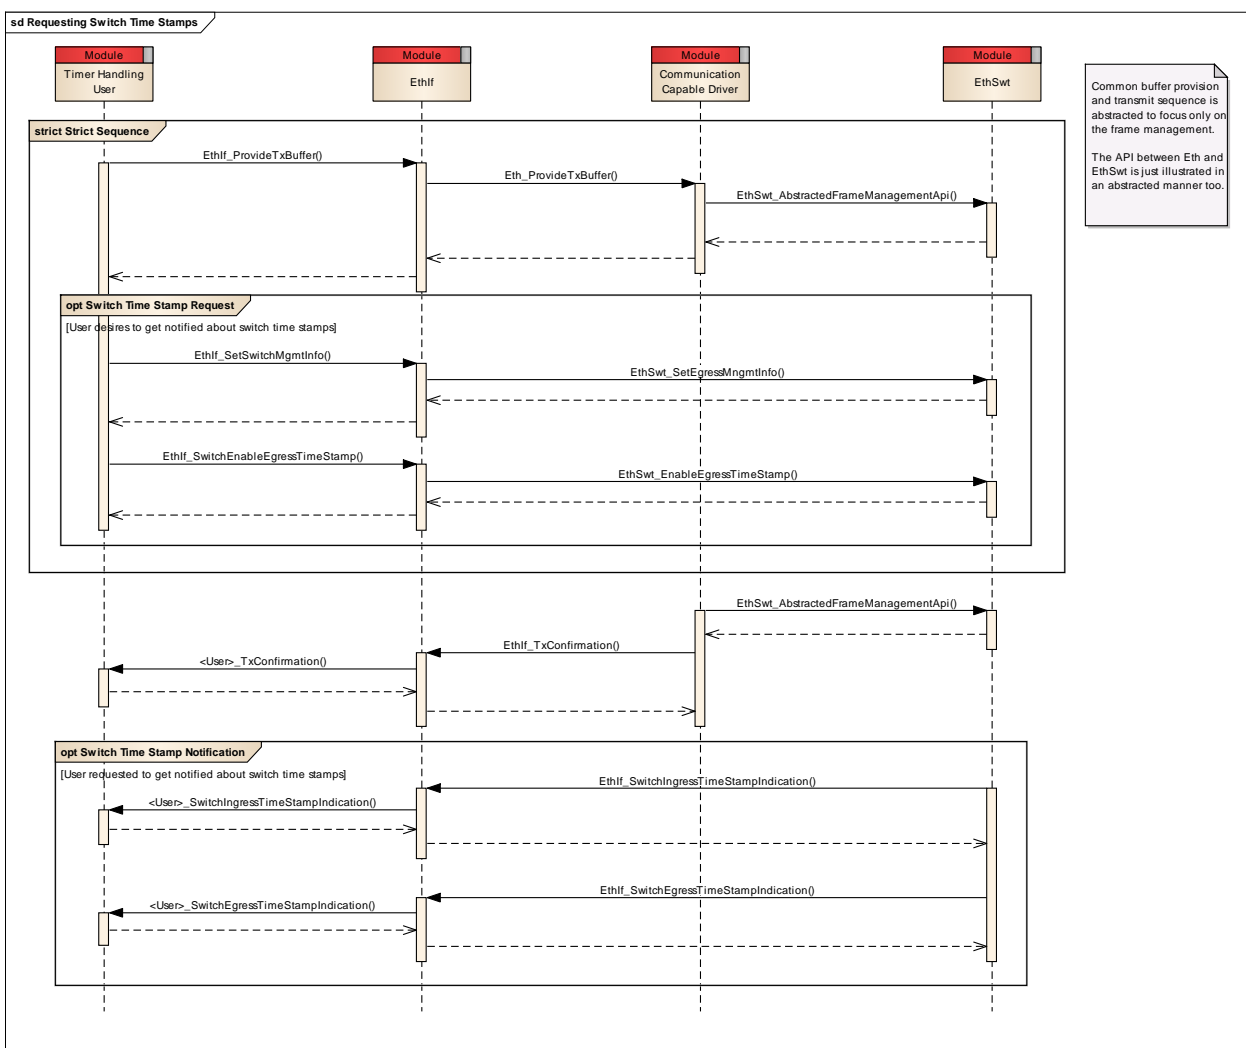 sd Requesting Switch Time Stamps
Module
Timer Handling
User
Module
EthIf
Module
Communication
Capable Driver
Module
EthSwt
Common buffer provision
and transmit sequence is
abstracted to focus only on
the frame management.
The API between Eth and
EthSwt is just illustrated in
an abstracted manner too.
strict Strict Sequence
EthIf_ProvideTxBuffer()
Eth_ProvideTxBuffer()
EthSwt_AbstractedFrameManagementApi()
opt Switch Time Stamp Request
[User desires to get notified about switch time stamps]
EthIf_SetSwitchMgmtInfo()
EthSwt_SetEgressMngmtInfo()
EthIf_SwitchEnableEgressTimeStamp()
EthSwt_EnableEgressTimeStamp()
EthSwt_AbstractedFrameManagementApi()
EthIf_TxConfirmation()
<User>_TxConfirmation()
opt Switch Time Stamp Notification
[User requested to get notified about switch time stamps]
EthIf_SwitchIngressTimeStampIndication()
<User>_SwitchIngressTimeStampIndication()
EthIf_SwitchEgressTimeStampIndication()
<User>_SwitchEgressTimeStampIndication()